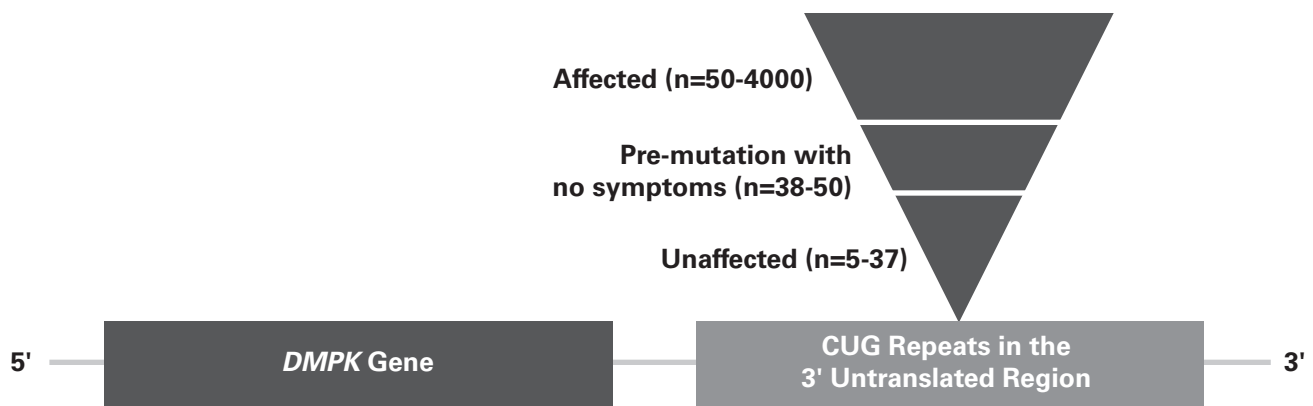 Affected (n=50-4000)
Pre-mutation with
no symptoms (n=38-50)
Unaffected (n=5-37)
5'
DMPK Gene
CUG Repeats in the
3' Untranslated Region
3'